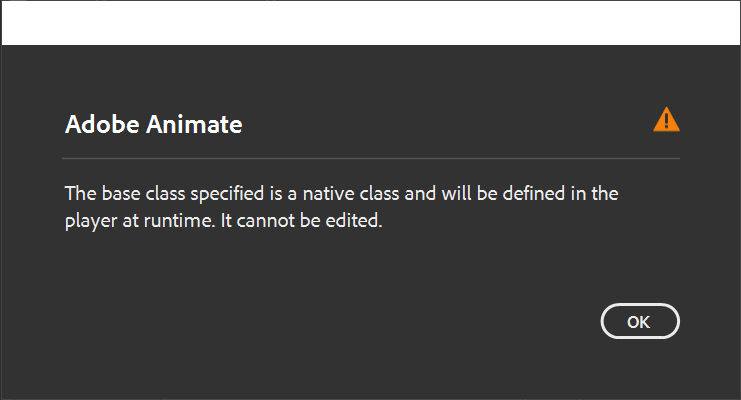 Adobe Animate
The base class specified is a native class and will be defined in the
player at runtime. It cannot be edited.
OK